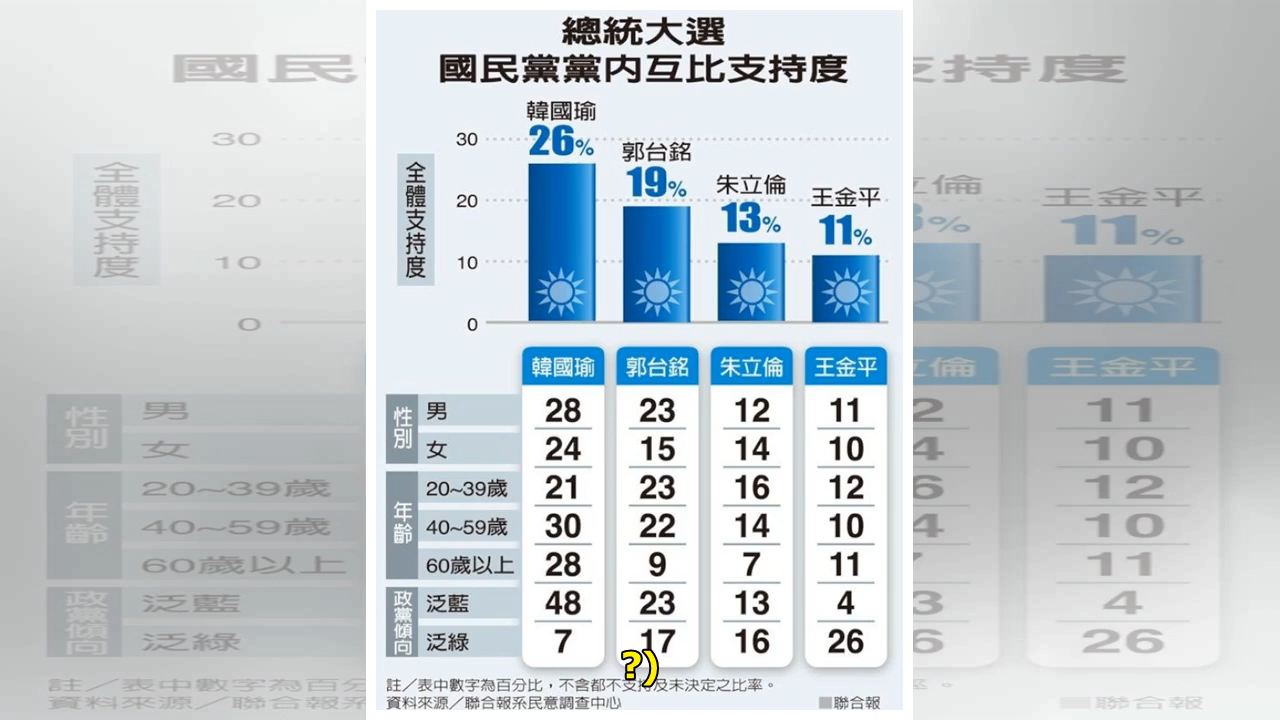 總統大選
國民黨黨內互比支持度
全體支持度
30
20
10
0
韓國瑜
26%
郭台銘
19%
朱立倫
13%
王金平
11%
韓國瑜 郭台銘 朱立倫 王金平
性別
男 28 23 12 11
女 24 15 14 10
年齡
20~39歲 21 23 16 12
40~59歲 30 22 14 10
60歲以上 28 9 7 11
政黨傾向
泛藍 48 23 13 4
泛綠 7 17 16 26
?)
註／表中數字為百分比，不含都不支持及未決定之比率。
資料來源／聯合報系民意調查中心
■聯合報